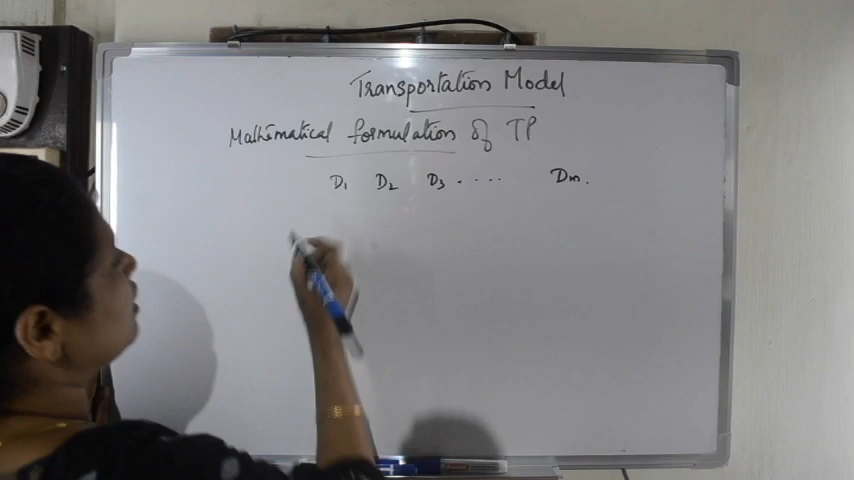 Transportation Model
Mathematical formulation of TP
D1 D2 D3 . . . . Dm.